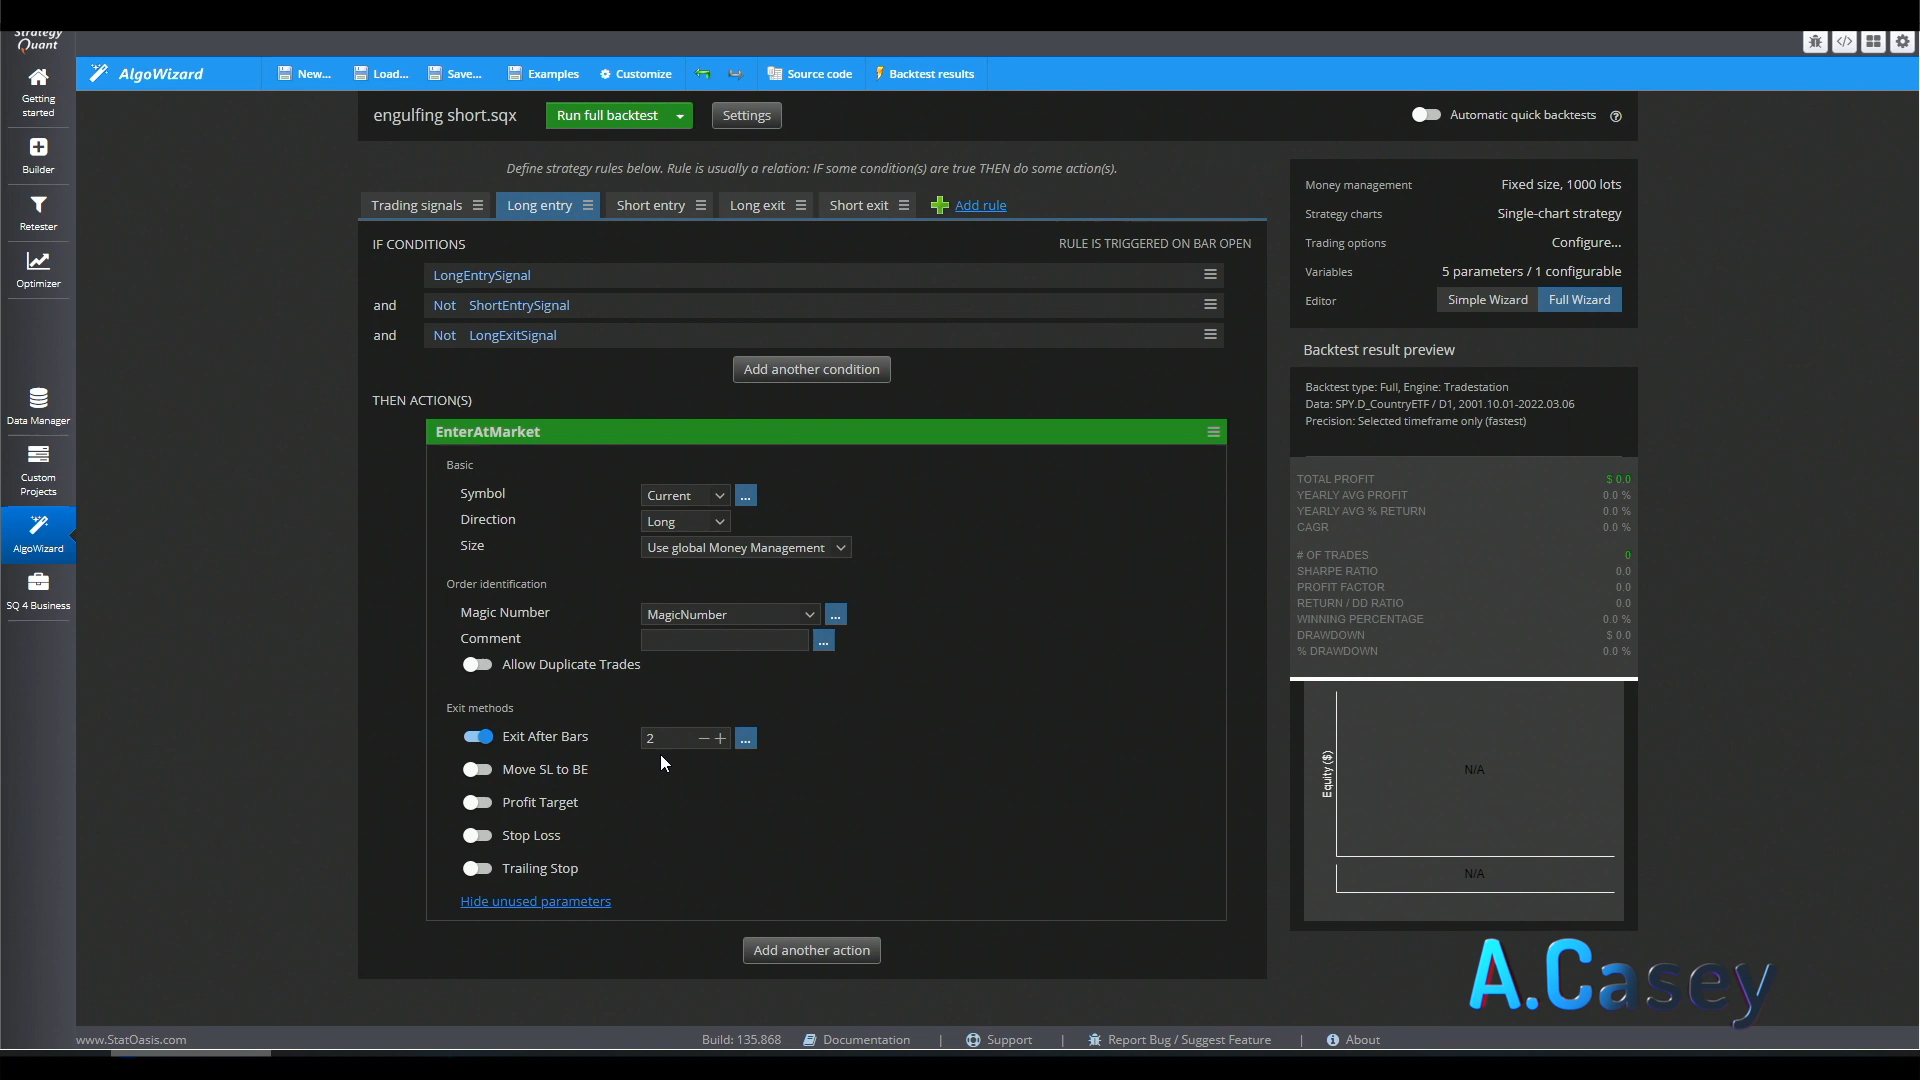 Strategy
Quant
AlgoWizard
New...
Load...
Save...
Examples
Customize
Source code
Backtest results
Getting
started
Builder
Retester
Optimizer
Data Manager
Custom
Projects
AlgoWizard
SQ 4 Business
engulfing short.sqx
Run full backtest
Settings
Automatic quick backtests
Define strategy rules below. Rule is usually a relation: IF some condition(s) are true THEN do some action(s).
Trading signals
Long entry
Short entry
Long exit
Short exit
Add rule
IF CONDITIONS
RULE IS TRIGGERED ON BAR OPEN
LongEntrySignal
and Not ShortEntrySignal
and Not LongExitSignal
Add another condition
THEN ACTION(S)
EnterAtMarket
Basic
Symbol Current ...
Direction Long
Size Use global Money Management
Order identification
Magic Number MagicNumber ...
Comment ...
Allow Duplicate Trades
Exit methods
Exit After Bars 2 ...
Move SL to BE
Profit Target
Stop Loss
Trailing Stop
Hide unused parameters
Add another action
Money management Fixed size, 1000 lots
Strategy charts Single-chart strategy
Trading options Configure...
Variables 5 parameters / 1 configurable
Editor Simple Wizard Full Wizard
Backtest result preview
Backtest type: Full, Engine: Tradestation
Data: SPY.D_CountryETF / D1, 2001.10.01-2022.03.06
Precision: Selected timeframe only (fastest)
TOTAL PROFIT $ 0.0
YEARLY AVG PROFIT 0.0 %
YEARLY AVG % RETURN 0.0 %
CAGR 0.0 %
# OF TRADES 0
SHARPE RATIO 0.0
PROFIT FACTOR 0.0
RETURN / DD RATIO 0.0
WINNING PERCENTAGE 0.0 %
DRAWDOWN $ 0.0
% DRAWDOWN 0.0 %
Equity ($)
N/A
N/A
A.Casey
www.StatOasis.com
Build: 135.868
Documentation
Support
Report Bug / Suggest Feature
About